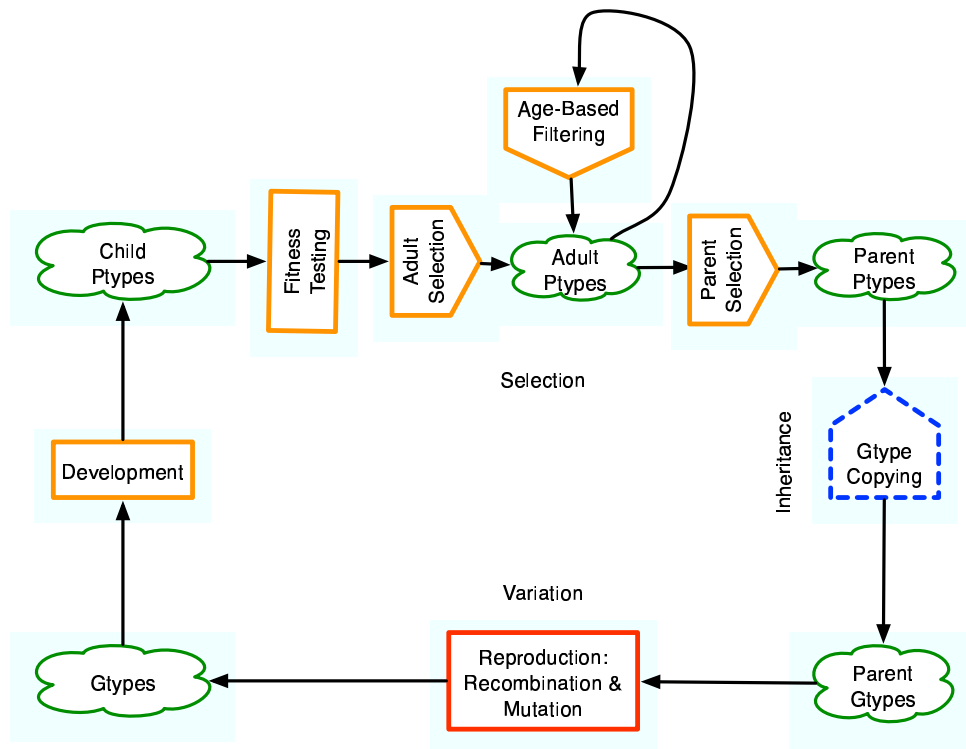 Age-Based
Filtering
Child
Ptypes
Fitness
Testing
Adult
Selection
Adult
Ptypes
Parent
Selection
Parent
Ptypes
Selection
Inheritance
Gtype
Copying
Development
Variation
Gtypes
Reproduction:
Recombination &
Mutation
Parent
Gtypes